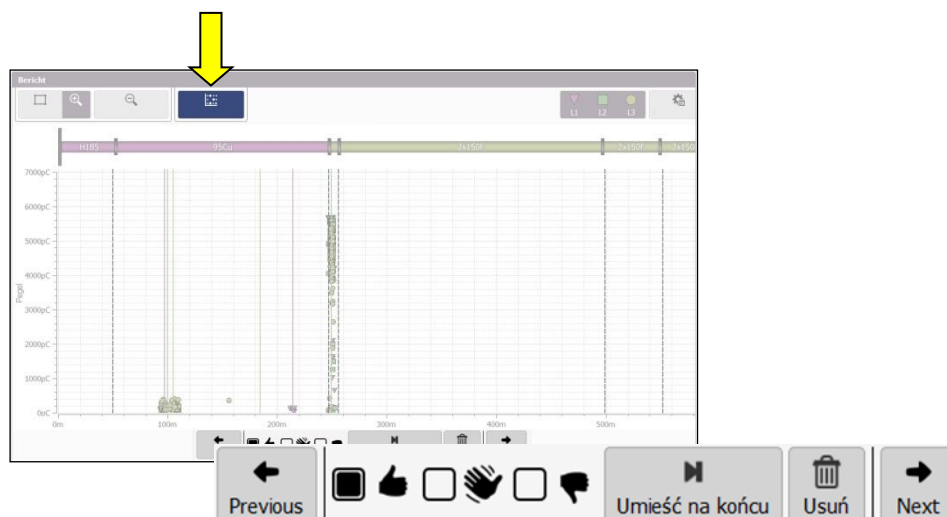 Bericht
L1 L2 L3
H185 95Cu 2x150F 2x150F 2x150
7000pC
6000pC
5000pC
4000pC
3000pC
2000pC
1000pC
0pC
Pegel
0m 100m 200m 300m 400m 500m
Previous Umieść na końcu Usuń Next